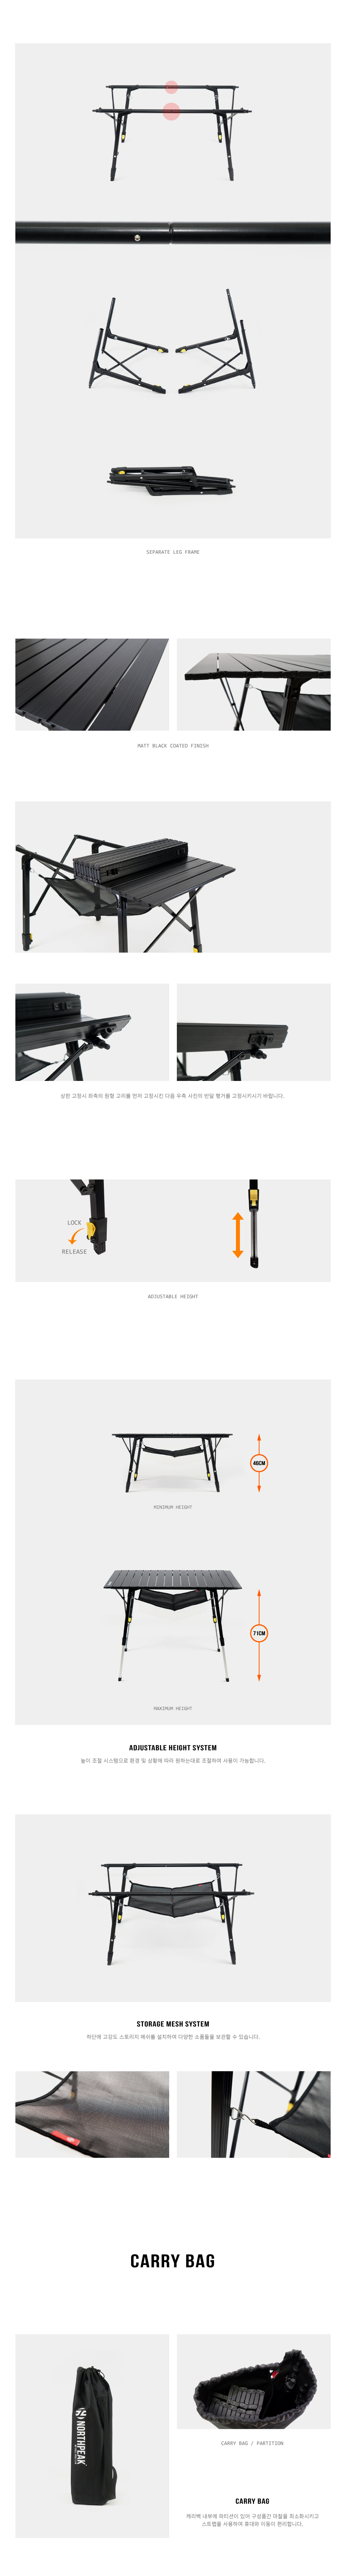 SEPARATE LEG FRAME
MATT BLACK COATED FINISH
상판 고정시 좌측의 원형 고리를 먼저 고정시킨 다음 우측 사진의 반달 행거를 고정시키시기 바랍니다.
LOCK
RELEASE
ADJUSTABLE HEIGHT
46CM
MINIMUM HEIGHT
71CM
MAXIMUM HEIGHT
ADJUSTABLE HEIGHT SYSTEM
높이 조절 시스템으로 환경 및 상황에 따라 원하는대로 조절하여 사용이 가능합니다.
STORAGE MESH SYSTEM
하단에 고강도 스토리지 매쉬를 설치하여 다양한 소품들을 보관할 수 있습니다.
CARRY BAG
NORTHPEAK
CARRY BAG / PARTITION
CARRY BAG
캐리백 내부에 파티션이 있어 구성품간 마찰을 최소화시키고
스트랩을 사용하여 휴대와 이동이 편리합니다.